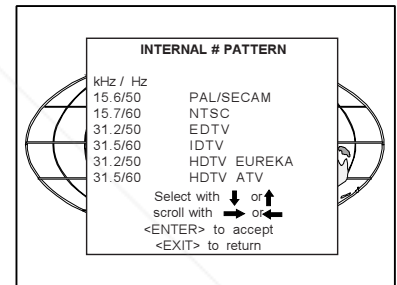 INTERNAL # PATTERN
kHz / Hz
15.6/50 PAL/SECAM
15.7/60 NTSC
31.2/50 EDTV
31.5/60 IDTV
31.2/50 HDTV EUREKA
31.5/60 HDTV ATV
Select with ↓ or ↑
scroll with → or ←
<ENTER> to accept
<EXIT> to return